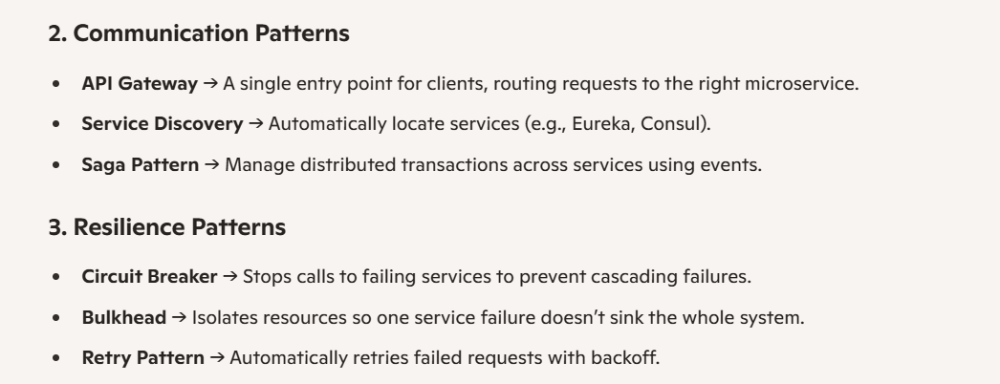 2. Communication Patterns
• API Gateway → A single entry point for clients, routing requests to the right microservice.
• Service Discovery → Automatically locate services (e.g., Eureka, Consul).
• Saga Pattern → Manage distributed transactions across services using events.
3. Resilience Patterns
• Circuit Breaker → Stops calls to failing services to prevent cascading failures.
• Bulkhead → Isolates resources so one service failure doesn’t sink the whole system.
• Retry Pattern → Automatically retries failed requests with backoff.